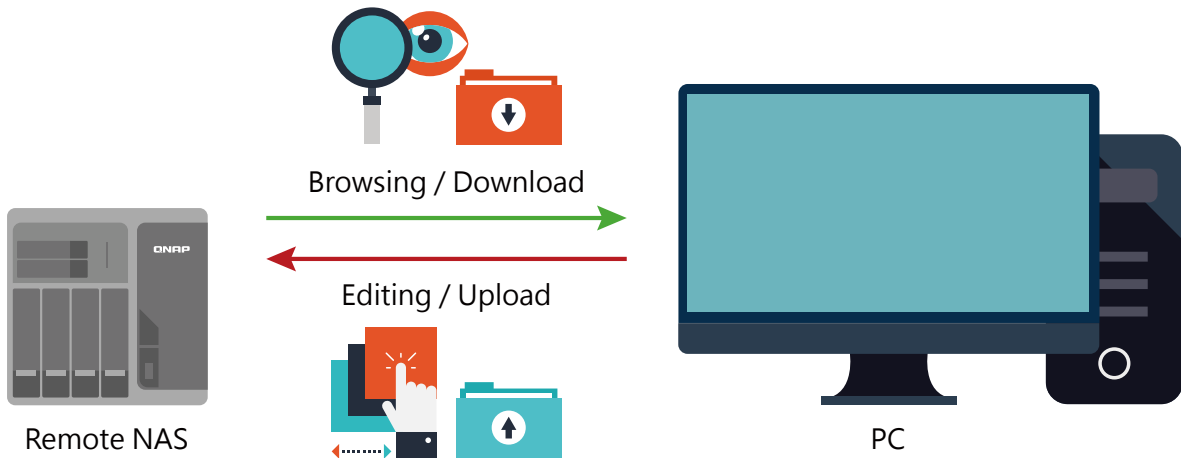 Browsing / Download
QNAP
Editing / Upload
Remote NAS
PC